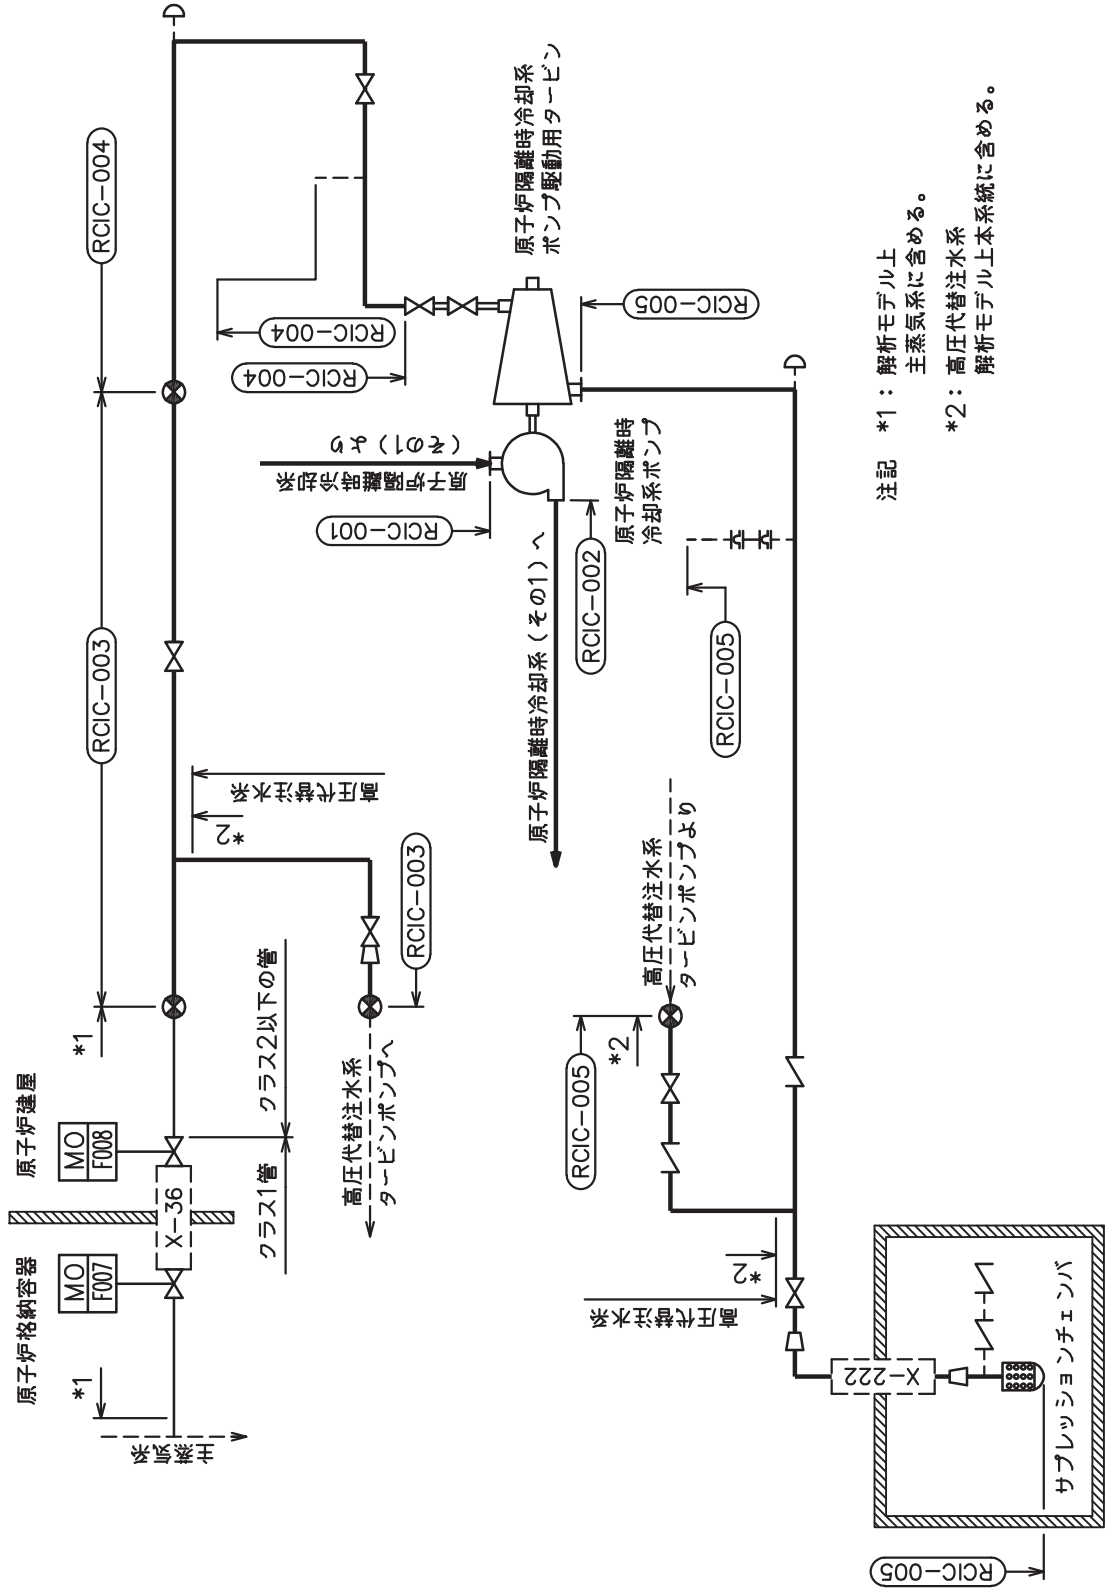 RCIC-003
RCIC-004
*1
原子炉建屋
MO
F008
X-36
原子炉格納容器
MO
F007
*1
主蒸気系
クラス1管
クラス2以下の管
*2
高圧代替注水系
高圧代替注水系
タービンポンプへ
RCIC-003
RCIC-004
RCIC-004
原子炉隔離時冷却系
ポンプ駆動用タービン
RCIC-005
原子炉隔離時冷却系
(その1)より
RCIC-001
原子炉隔離時冷却系(その1)へ
RCIC-002
原子炉隔離時
冷却系ポンプ
RCIC-005
高圧代替注水系
タービンポンプより
RCIC-005
*2
高圧代替注水系
*2
X-222
サプレッションチェンバ
RCIC-005
注記 *1:解析モデル上
主蒸気系に含める。
*2:高圧代替注水系
解析モデル上本系統に含める。